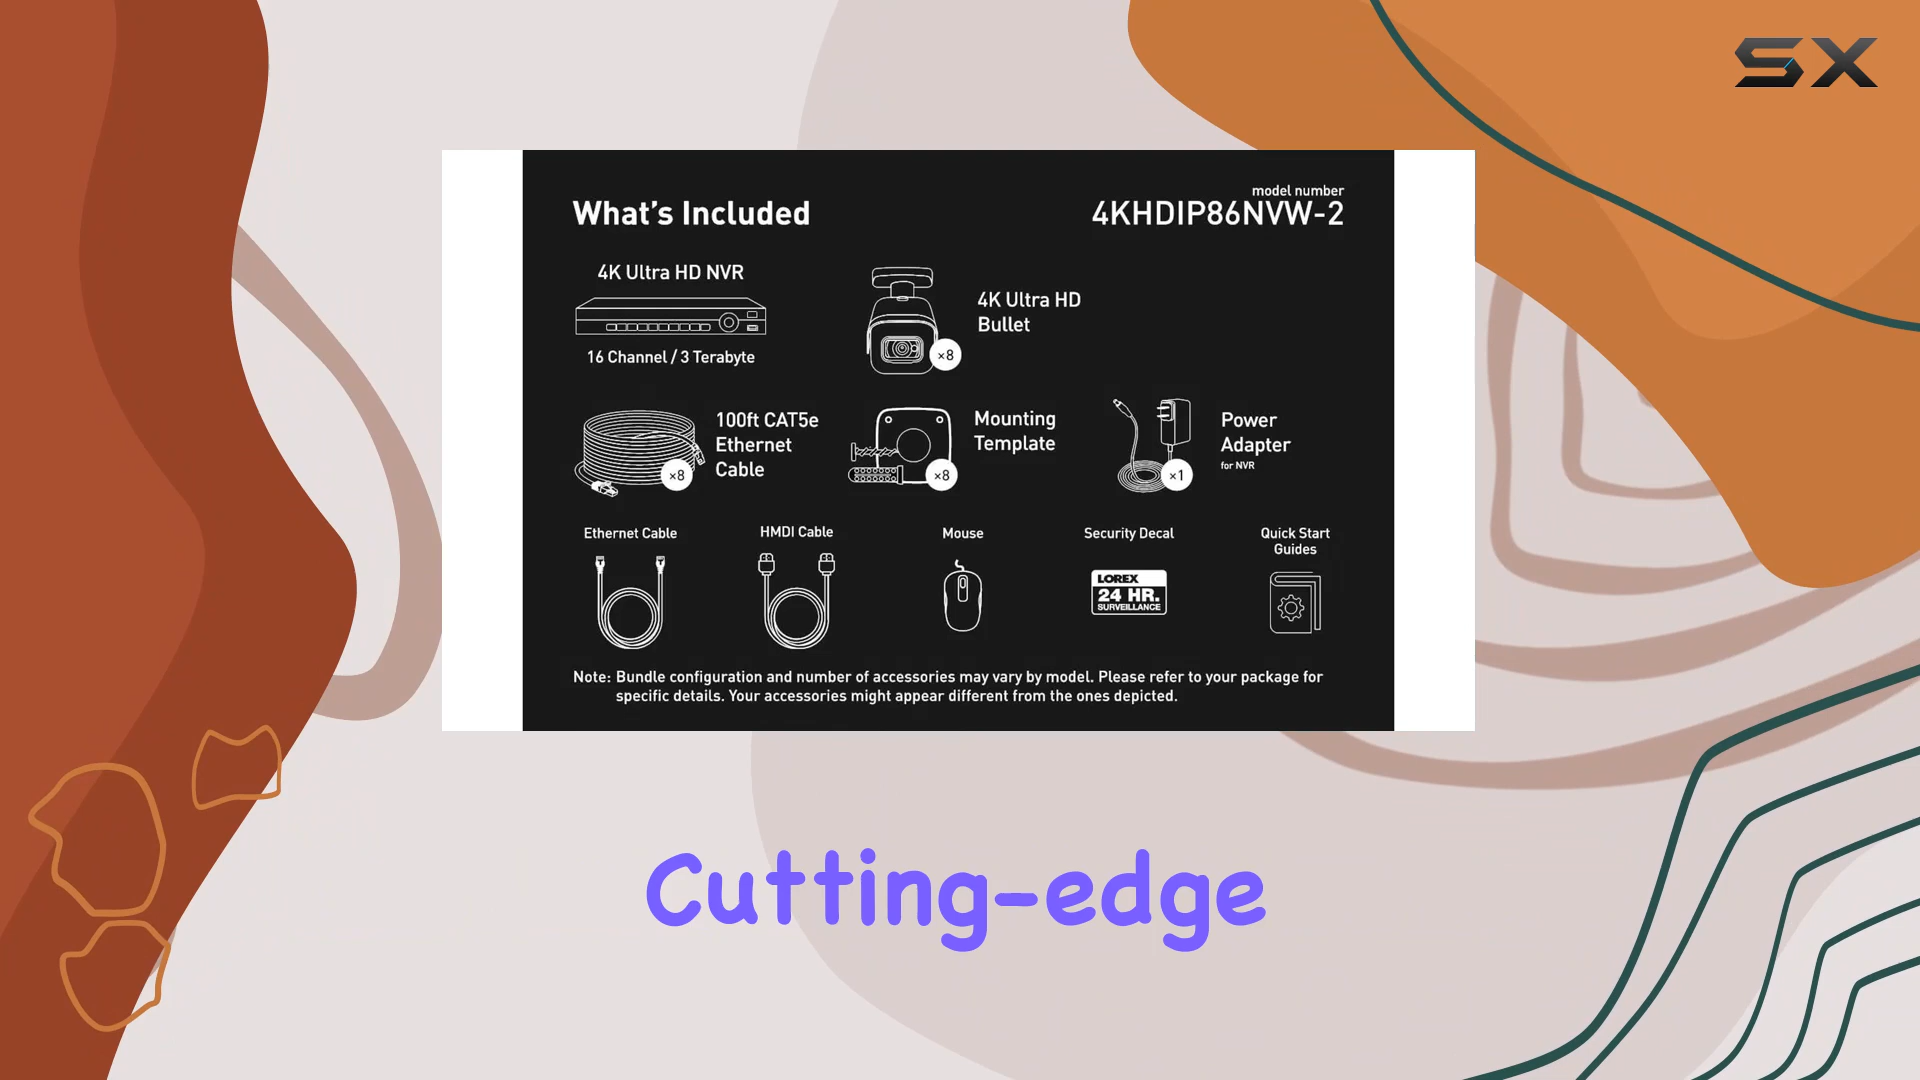 SX
model number
What's Included
4KHDIP86NVW-2
4K Ultra HD NVR
16 Channel / 3 Terabyte
4K Ultra HD
Bullet
×8
100ft CAT5e
Ethernet
Cable
×8
Mounting
Template
×8
Power
Adapter
for NVR
×1
Ethernet Cable
HMDI Cable
Mouse
Security Decal
LOREX
24 HR.
SURVEILLANCE
Quick Start
Guides
Note: Bundle configuration and number of accessories may vary by model. Please refer to your package for
specific details. Your accessories might appear different from the ones depicted.
Cutting-edge